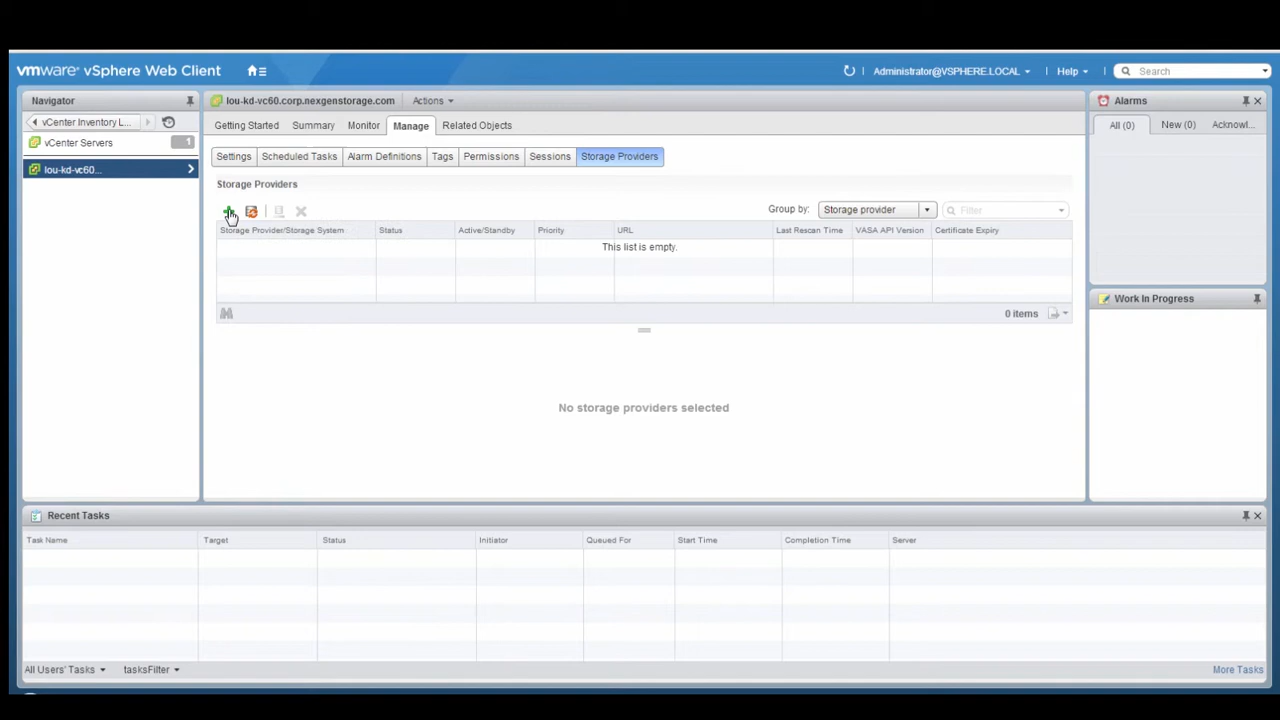 vmware® vSphere Web Client
Administrator@VSPHERE.LOCAL
Help
Search
Navigator
vCenter Inventory L...
vCenter Servers
1
lou-kd-vc60...
lou-kd-vc60.corp.nexgenstorage.com
Actions
Getting Started
Summary
Monitor
Manage
Related Objects
Settings
Scheduled Tasks
Alarm Definitions
Tags
Permissions
Sessions
Storage Providers
Storage Providers
Group by:
Storage provider
Filter
Storage Provider/Storage System
Status
Active/Standby
Priority
URL
Last Rescan Time
VASA API Version
Certificate Expiry
This list is empty.
0 items
No storage providers selected
Alarms
All (0)
New (0)
Acknowl...
Work In Progress
Recent Tasks
Task Name
Target
Status
Initiator
Queued For
Start Time
Completion Time
Server
All Users' Tasks
tasksFilter
More Tasks